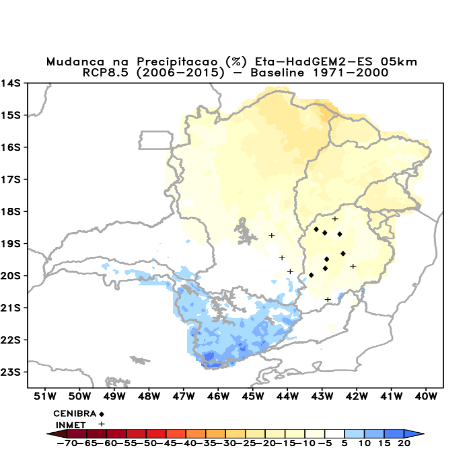 Mudanca na Precipitacao (%) Eta-HadGEM2-ES 05km
RCP8.5 (2006-2015) - Baseline 1971-2000
14S
15S
16S
17S
18S
19S
20S
21S
22S
23S
51W 50W 49W 48W 47W 46W 45W 44W 43W 42W 41W 40W
CENIBRA
INMET
-70 -65 -60 -55 -50 -45 -40 -35 -30 -25 -20 -15 -10 -5 5 10 15 20